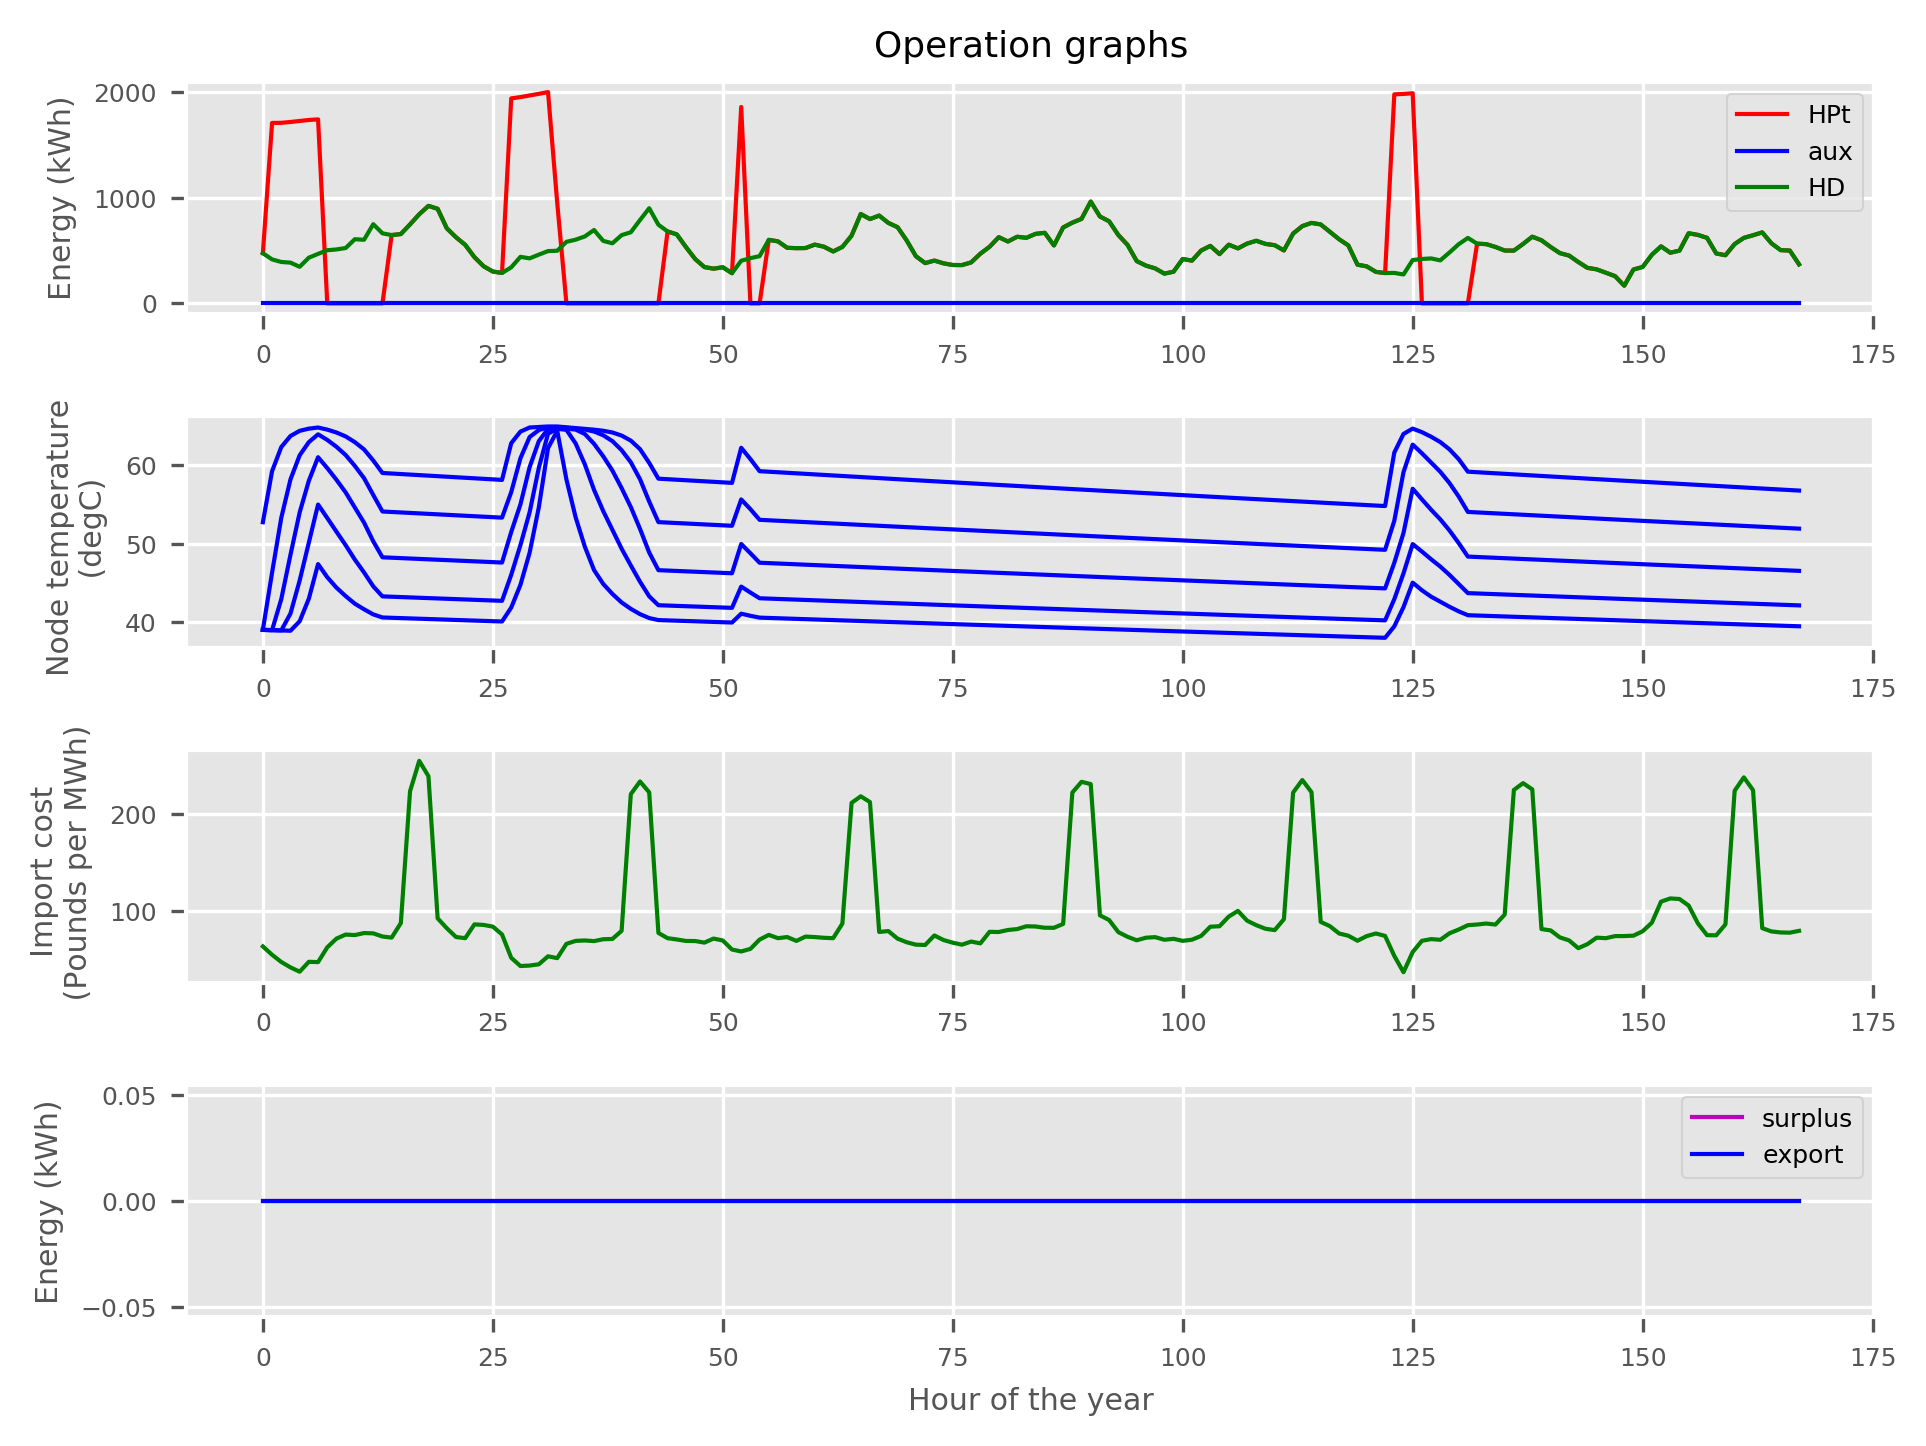 Operation graphs
Energy (kWh)
2000
1000
0
HPt
aux
HD
0 25 50 75 100 125 150 175
Node temperature
(degC)
60
50
40
0 25 50 75 100 125 150 175
Import cost
(Pounds per MWh)
200
100
0 25 50 75 100 125 150 175
Energy (kWh)
0.05
0.00
−0.05
surplus
export
0 25 50 75 100 125 150 175
Hour of the year